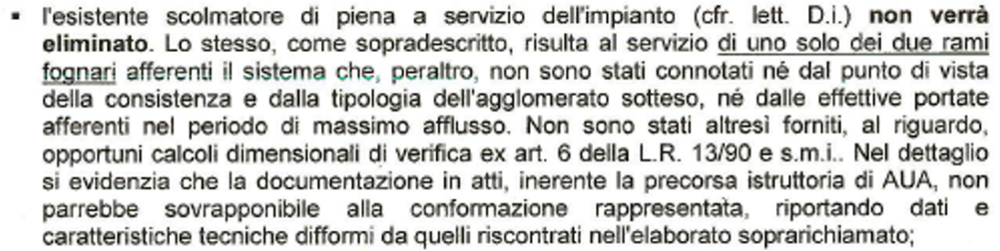 ▪ l'esistente scolmatore di piena a servizio dell'impianto (cfr. lett. D.i.) non verrà
eliminato. Lo stesso, come sopradescritto, risulta al servizio di uno solo dei due rami
fognari afferenti il sistema che, peraltro, non sono stati connotati né dal punto di vista
della consistenza e dalla tipologia dell'agglomerato sotteso, né dalle effettive portate
afferenti nel periodo di massimo afflusso. Non sono stati altresì forniti, al riguardo,
opportuni calcoli dimensionali di verifica ex art. 6 della L.R. 13/90 e s.m.i.. Nel dettaglio
si evidenzia che la documentazione in atti, inerente la precorsa istruttoria di AUA, non
parrebbe sovrapponibile alla conformazione rappresentata, riportando dati e
caratteristiche tecniche difformi da quelli riscontrati nell'elaborato soprarichiamato;